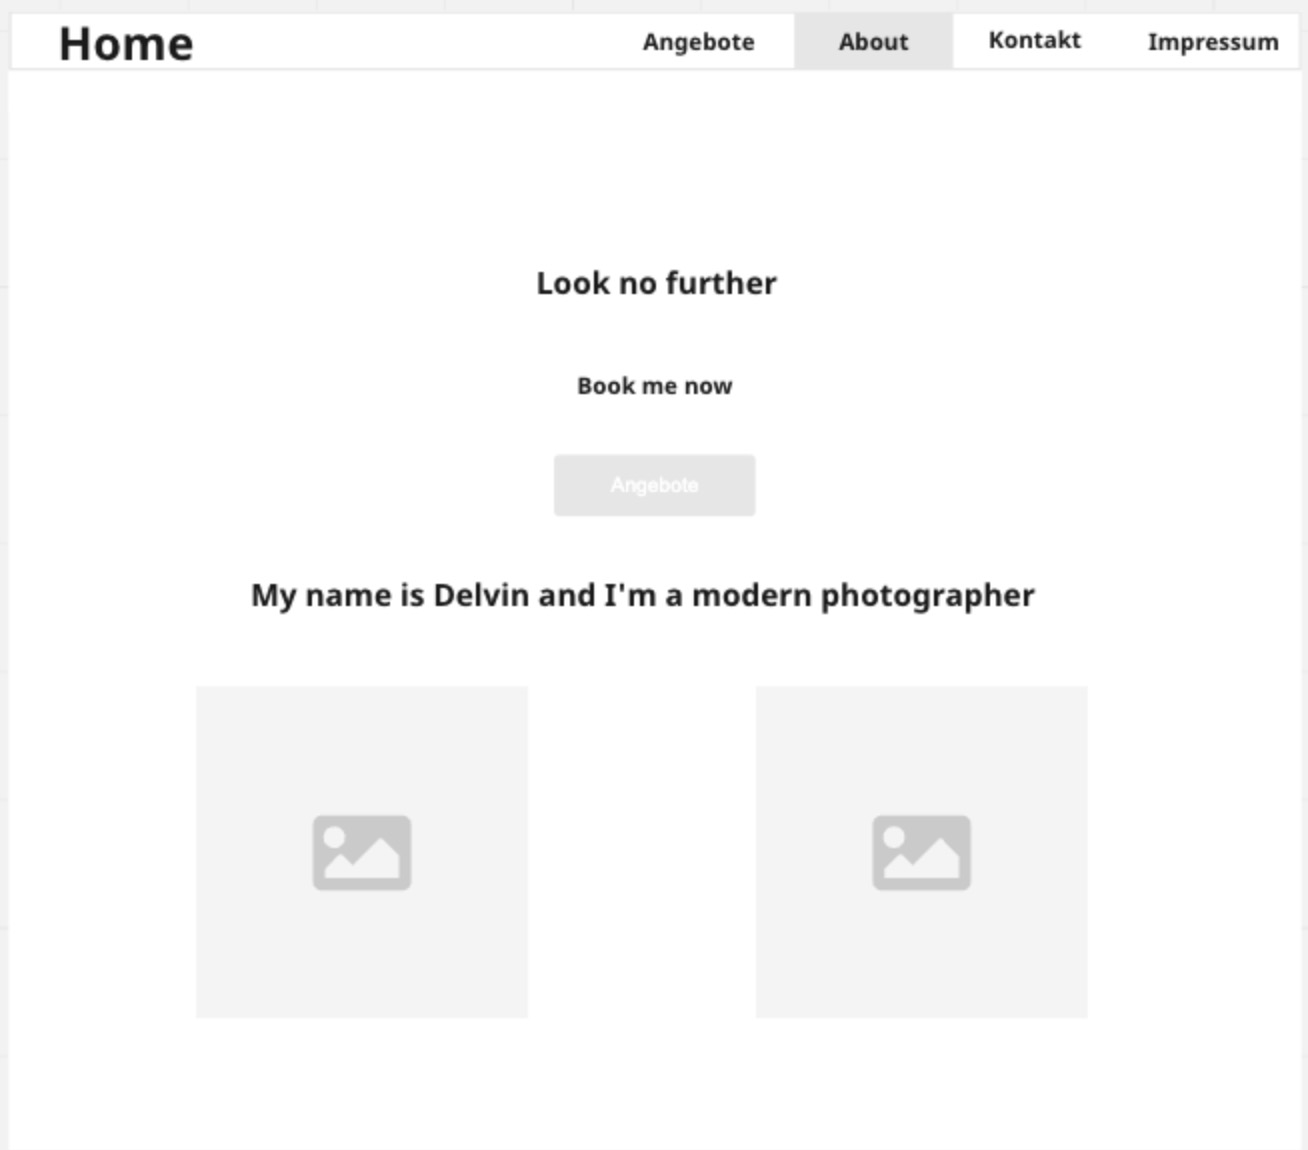 Home
Angebote
About
Kontakt
Impressum
Look no further
Book me now
Angebote
My name is Delvin and I'm a modern photographer